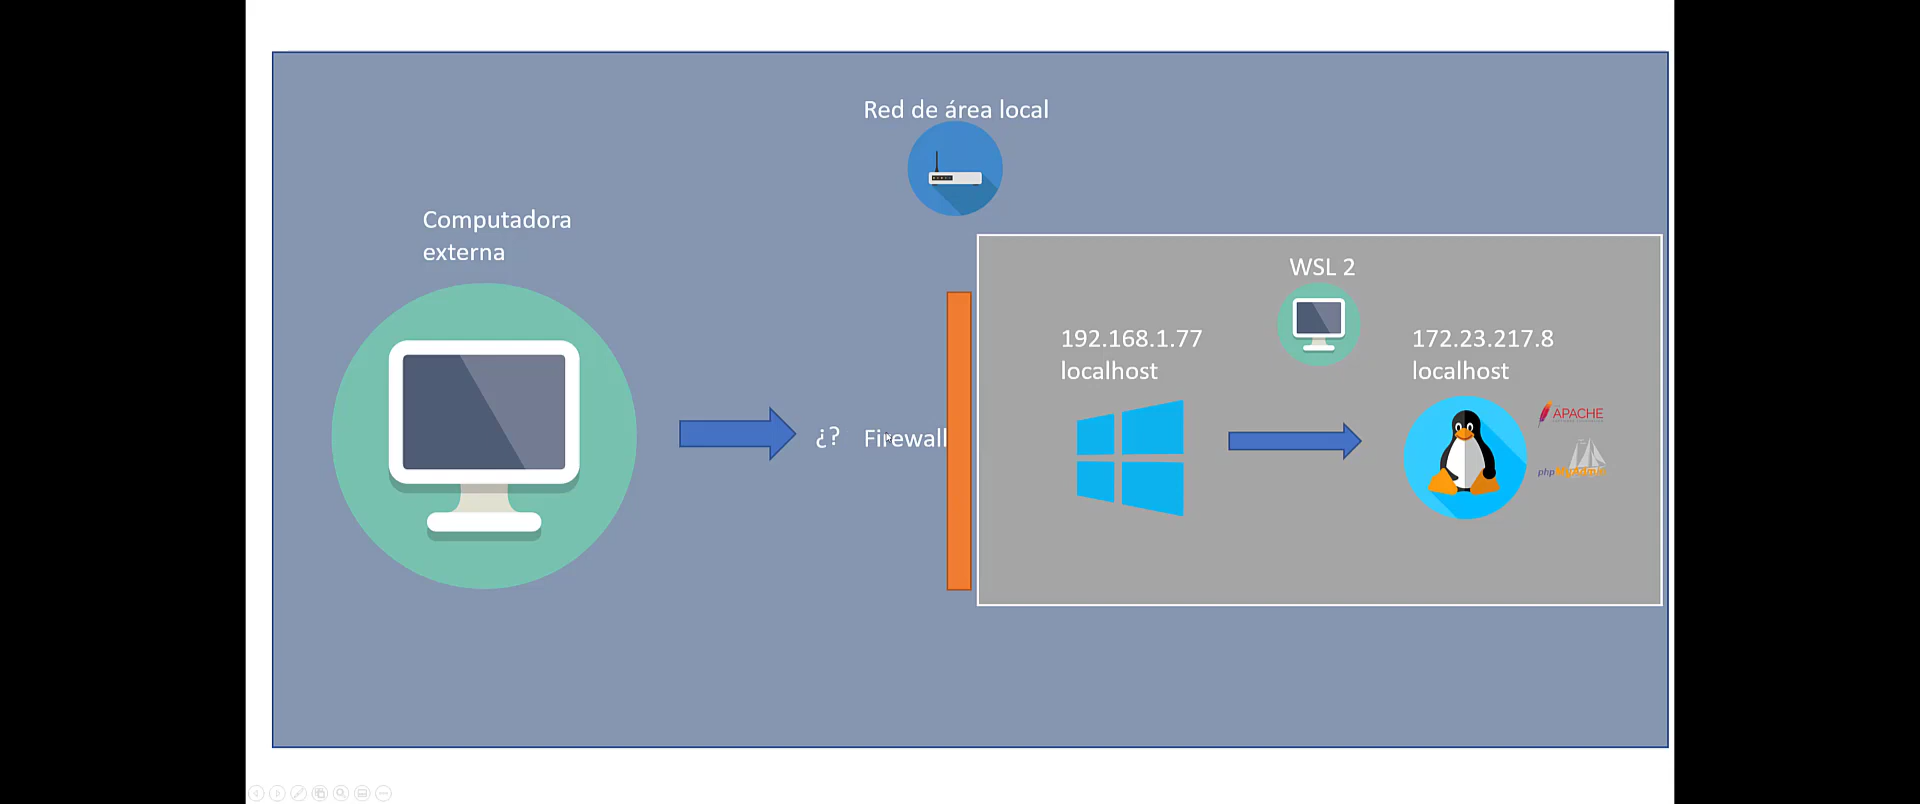 Red de área local
Computadora
externa
WSL 2
192.168.1.77
localhost
172.23.217.8
localhost
APACHE
¿?
Firewall
phpMyAdmin